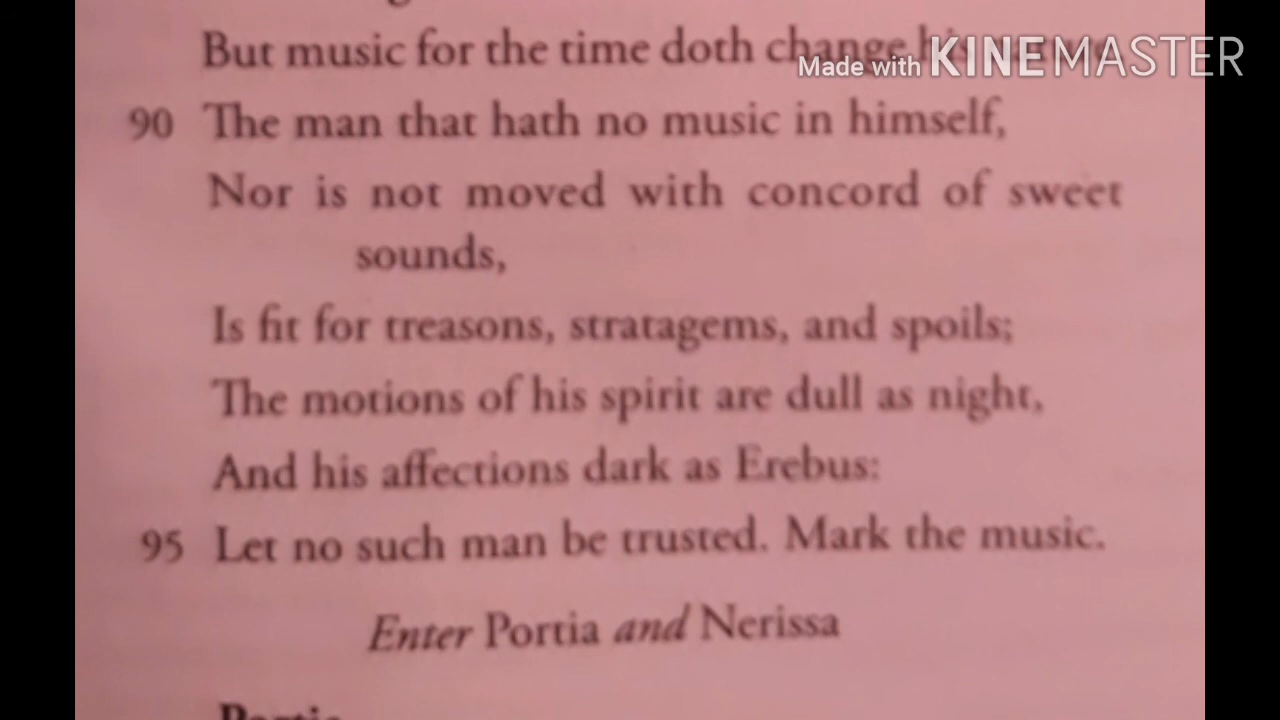 But music for the time doth change his
Made with KINEMASTER
90 The man that hath no music in himself,
Nor is not moved with concord of sweet
sounds,
Is fit for treasons, stratagems, and spoils;
The motions of his spirit are dull as night,
And his affections dark as Erebus:
95 Let no such man be trusted. Mark the music.
Enter Portia and Nerissa
Portia